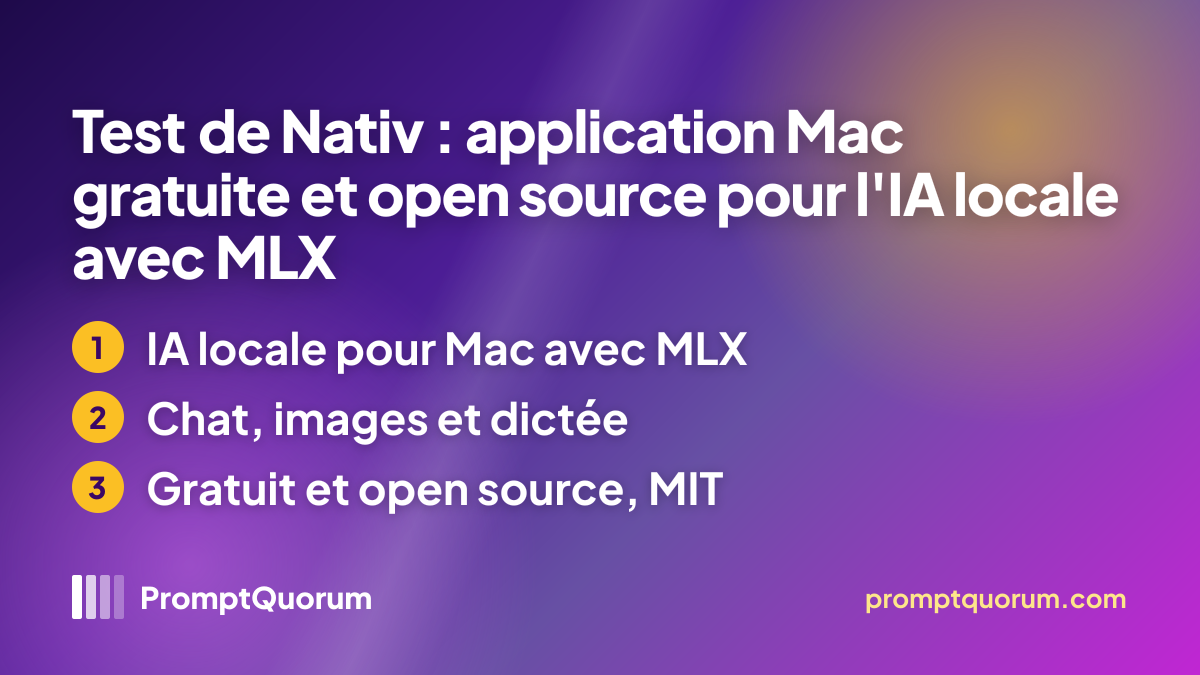 Test de Nativ : application Mac
gratuite et open source pour l'IA locale
avec MLX
1 IA locale pour Mac avec MLX
2 Chat, images et dictée
3 Gratuit et open source, MIT
PromptQuorum
promptquorum.com